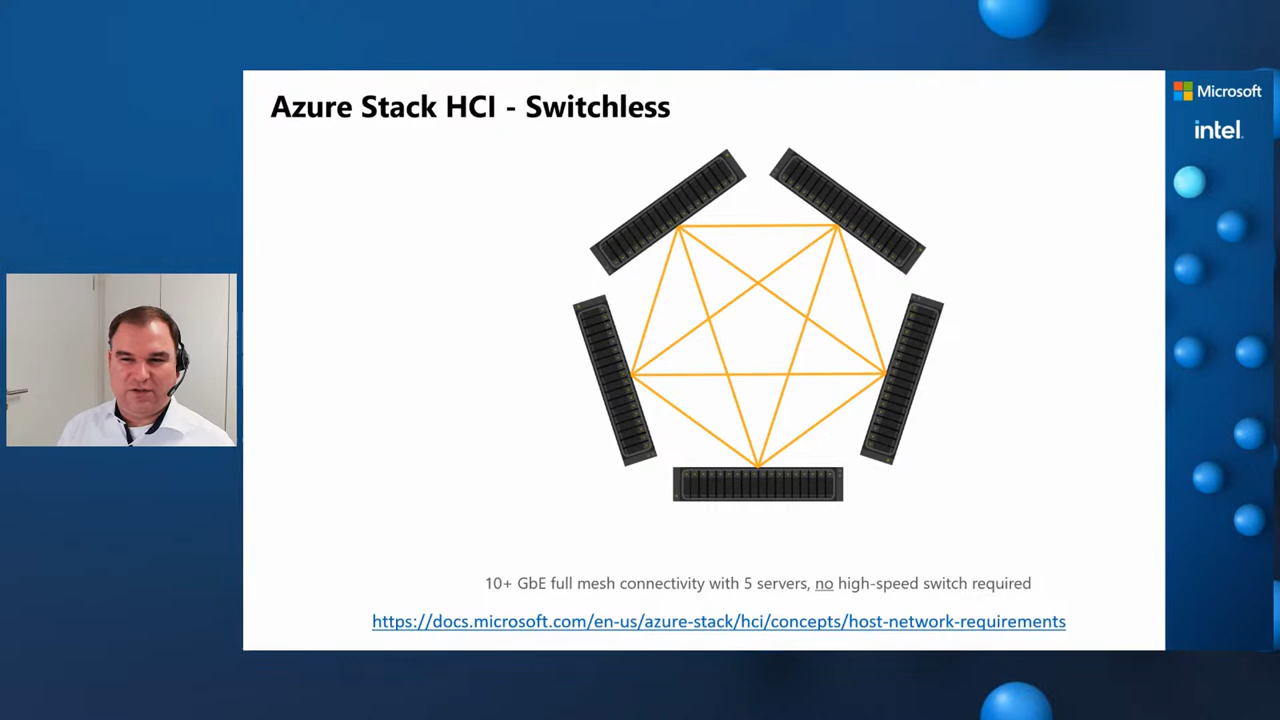 Azure Stack HCI - Switchless
Microsoft
intel.
10+ GbE full mesh connectivity with 5 servers, no high-speed switch required
https://docs.microsoft.com/en-us/azure-stack/hci/concepts/host-network-requirements